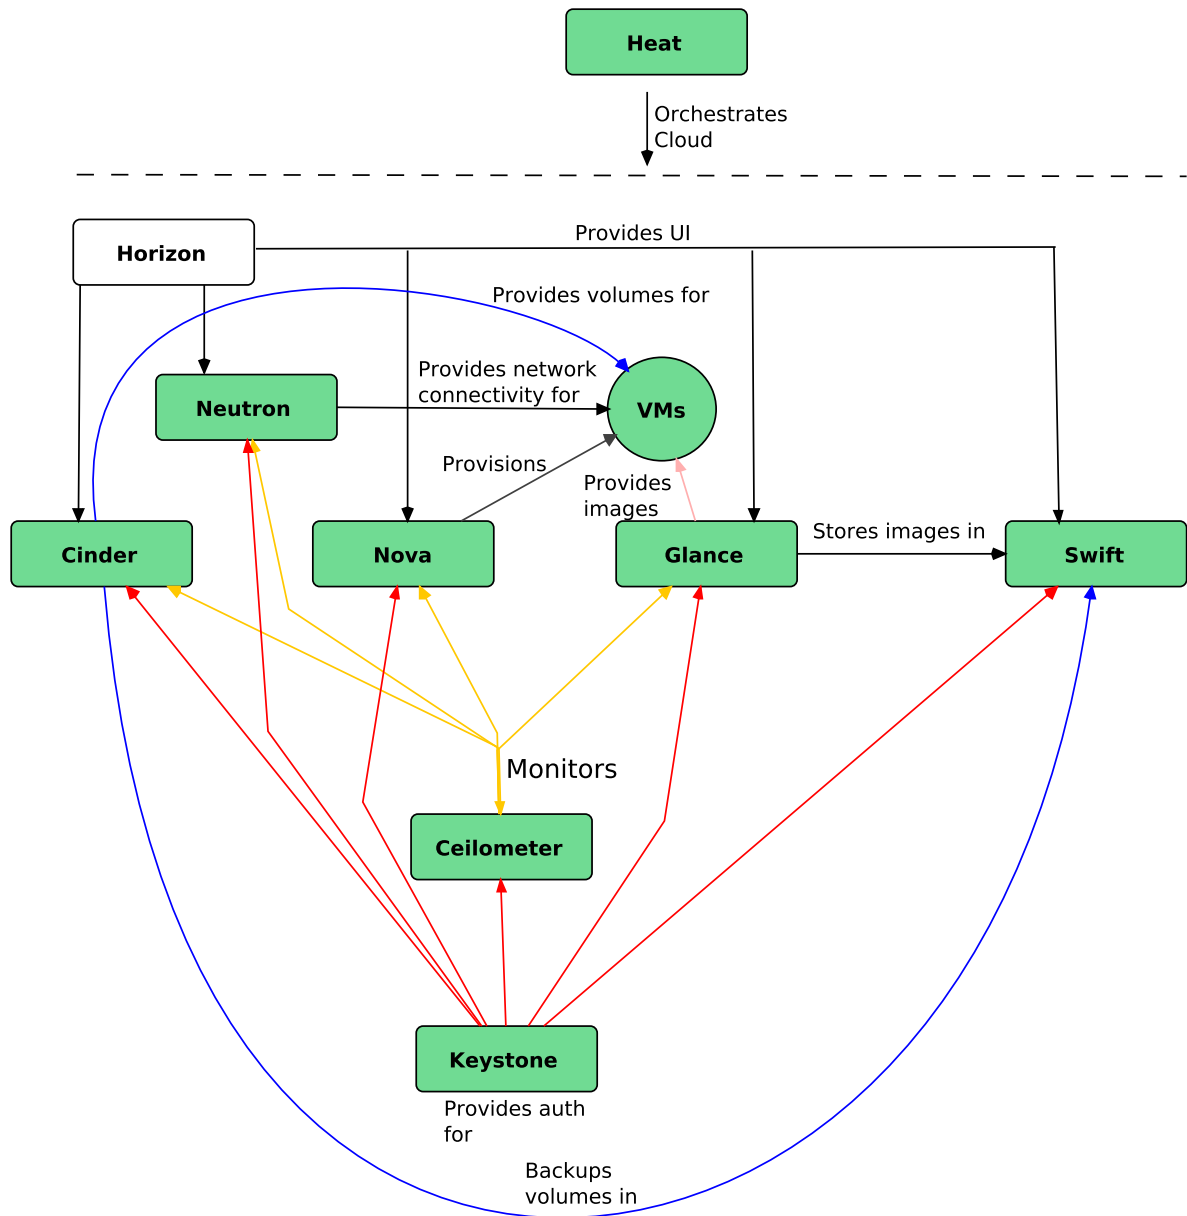 Heat
Orchestrates
Cloud
Provides UI
Horizon
Provides volumes for
Provides network
connectivity for
Neutron
VMs
Provisions
Provides
images
Stores images in
Cinder
Nova
Glance
Swift
Monitors
Ceilometer
Keystone
Provides auth
for
Backups
volumes in